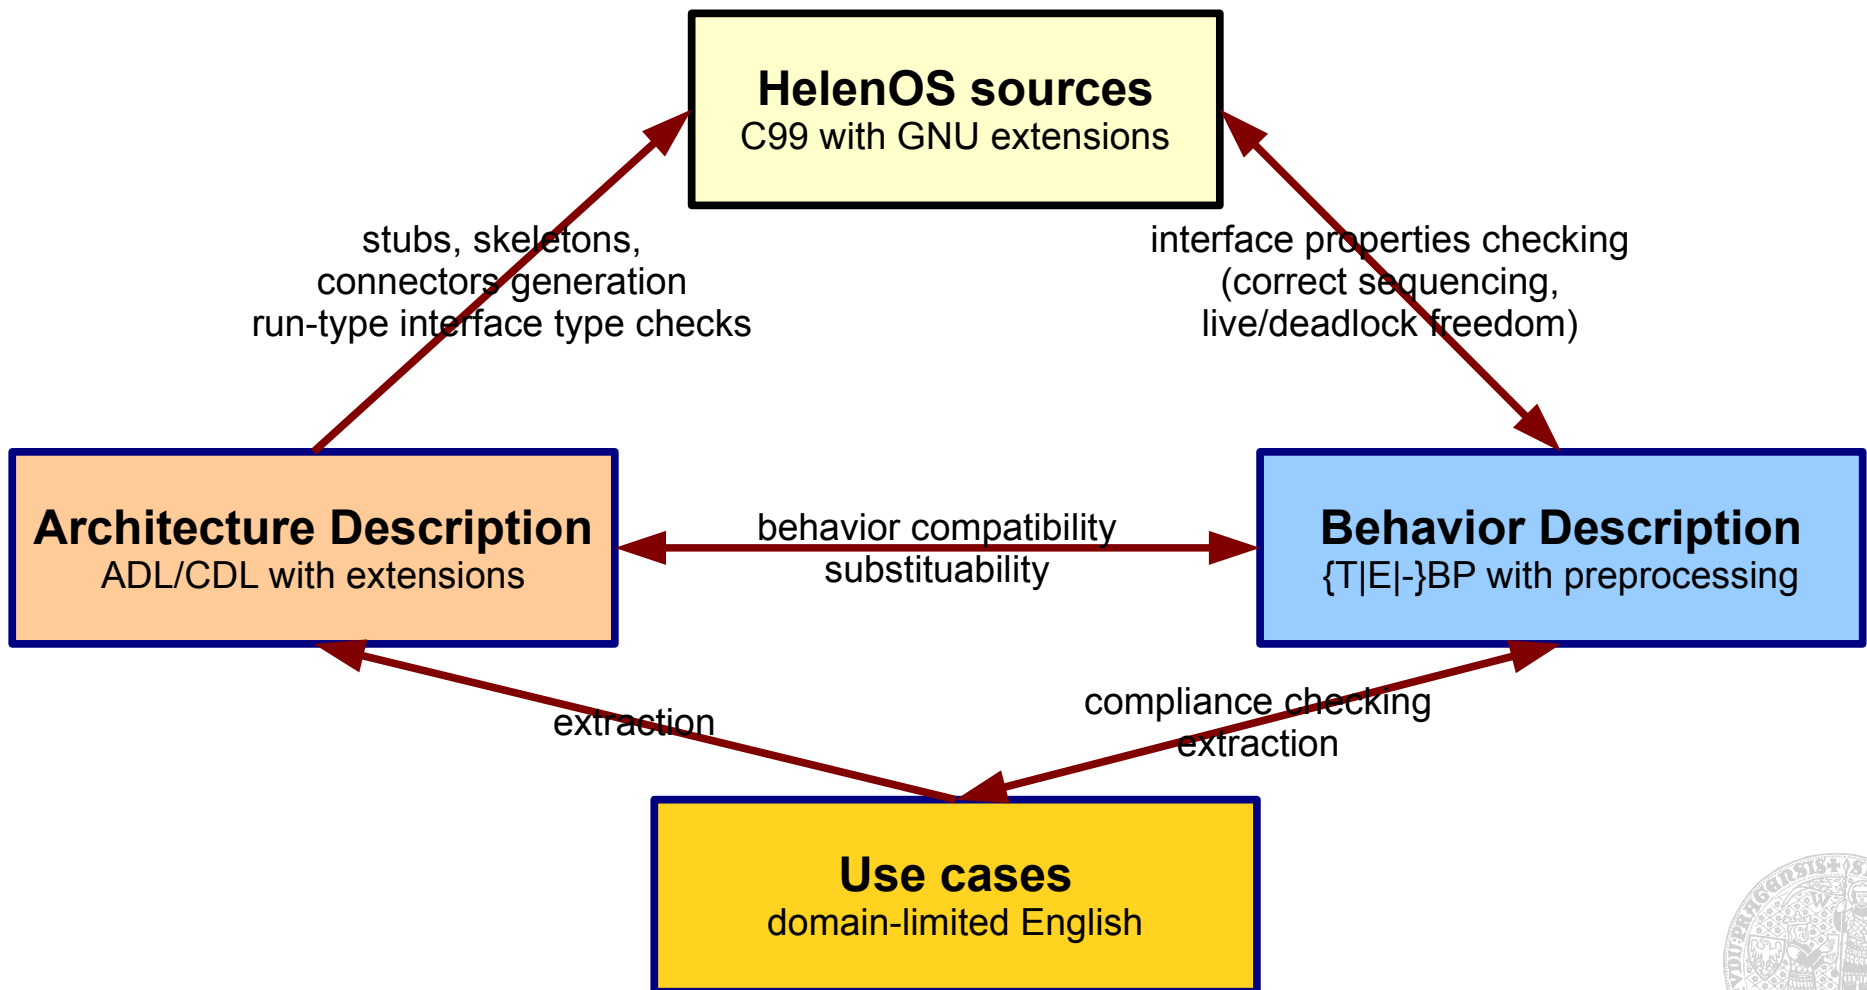 HelenOS sources
C99 with GNU extensions
stubs, skeletons,
connectors generation
run-type interface type checks
interface properties checking
(correct sequencing,
live/deadlock freedom)
Architecture Description
ADL/CDL with extensions
behavior compatibility
substituability
Behavior Description
{T|E|-}BP with preprocessing
extraction
compliance checking
extraction
Use cases
domain-limited English